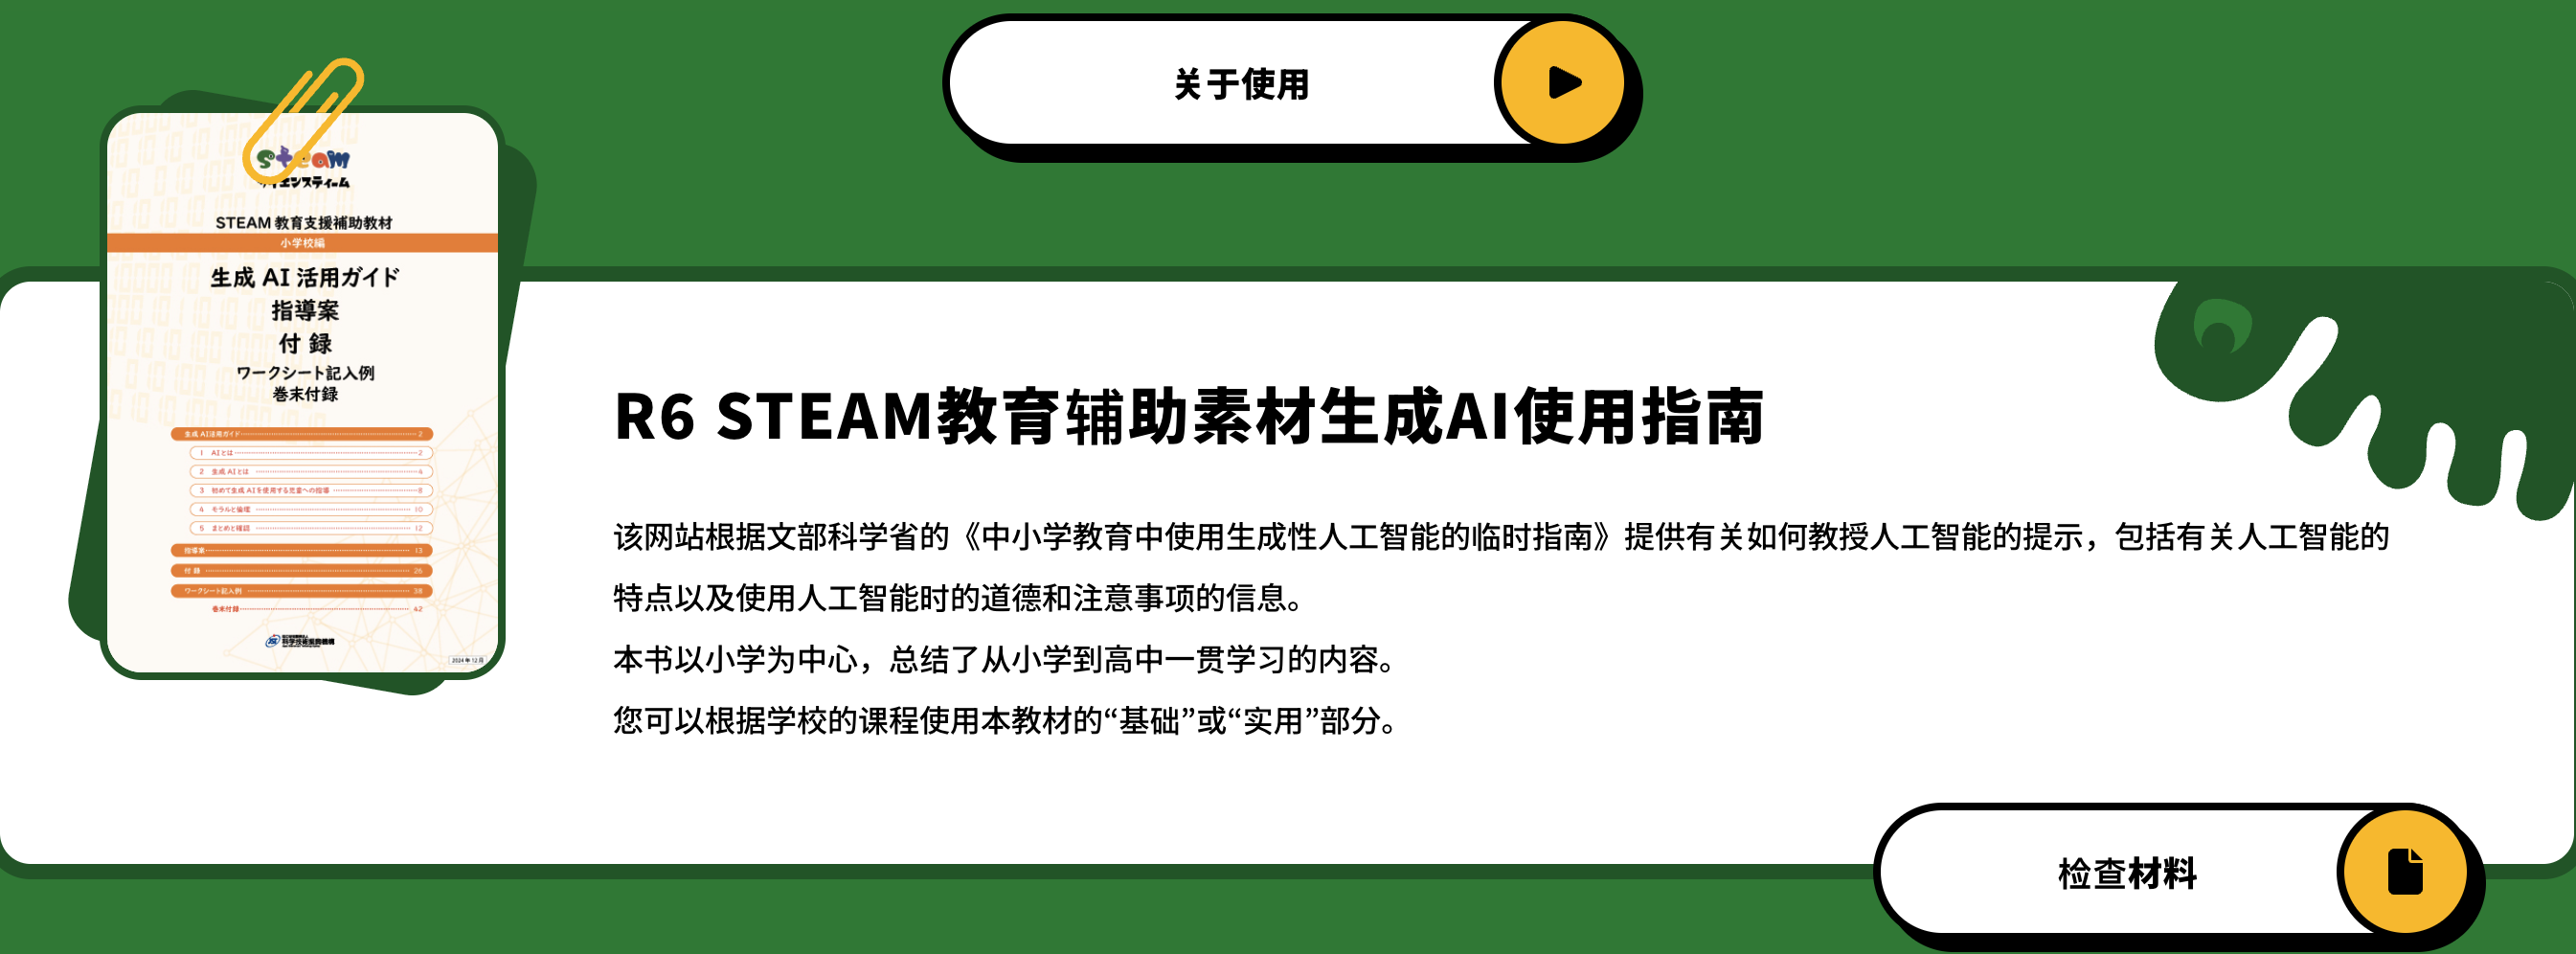 关于使用
steam
サイエンスティーム
STEAM 教育支援補助教材
小学校編
生成 AI 活用ガイド
指導案
付 録
ワークシート記入例
巻末付録
生成 AI活用ガイド 2
1 AIとは 2
2 生成 AIとは 4
3 初めて生成 AIを使用する児童への指導 8
4 モラルと倫理 10
5 まとめと確認 12
指導案 13
付 録 26
ワークシート記入例 38
巻末付録 42
科学技術振興機構
2024年12月
R6 STEAM教育辅助素材生成AI使用指南
该网站根据文部科学省的《中小学教育中使用生成性人工智能的临时指南》提供有关如何教授人工智能的提示，包括有关人工智能的
特点以及使用人工智能时的道德和注意事项的信息。
本书以小学为中心，总结了从小学到高中一贯学习的内容。
您可以根据学校的课程使用本教材的“基础”或“实用”部分。
检查材料